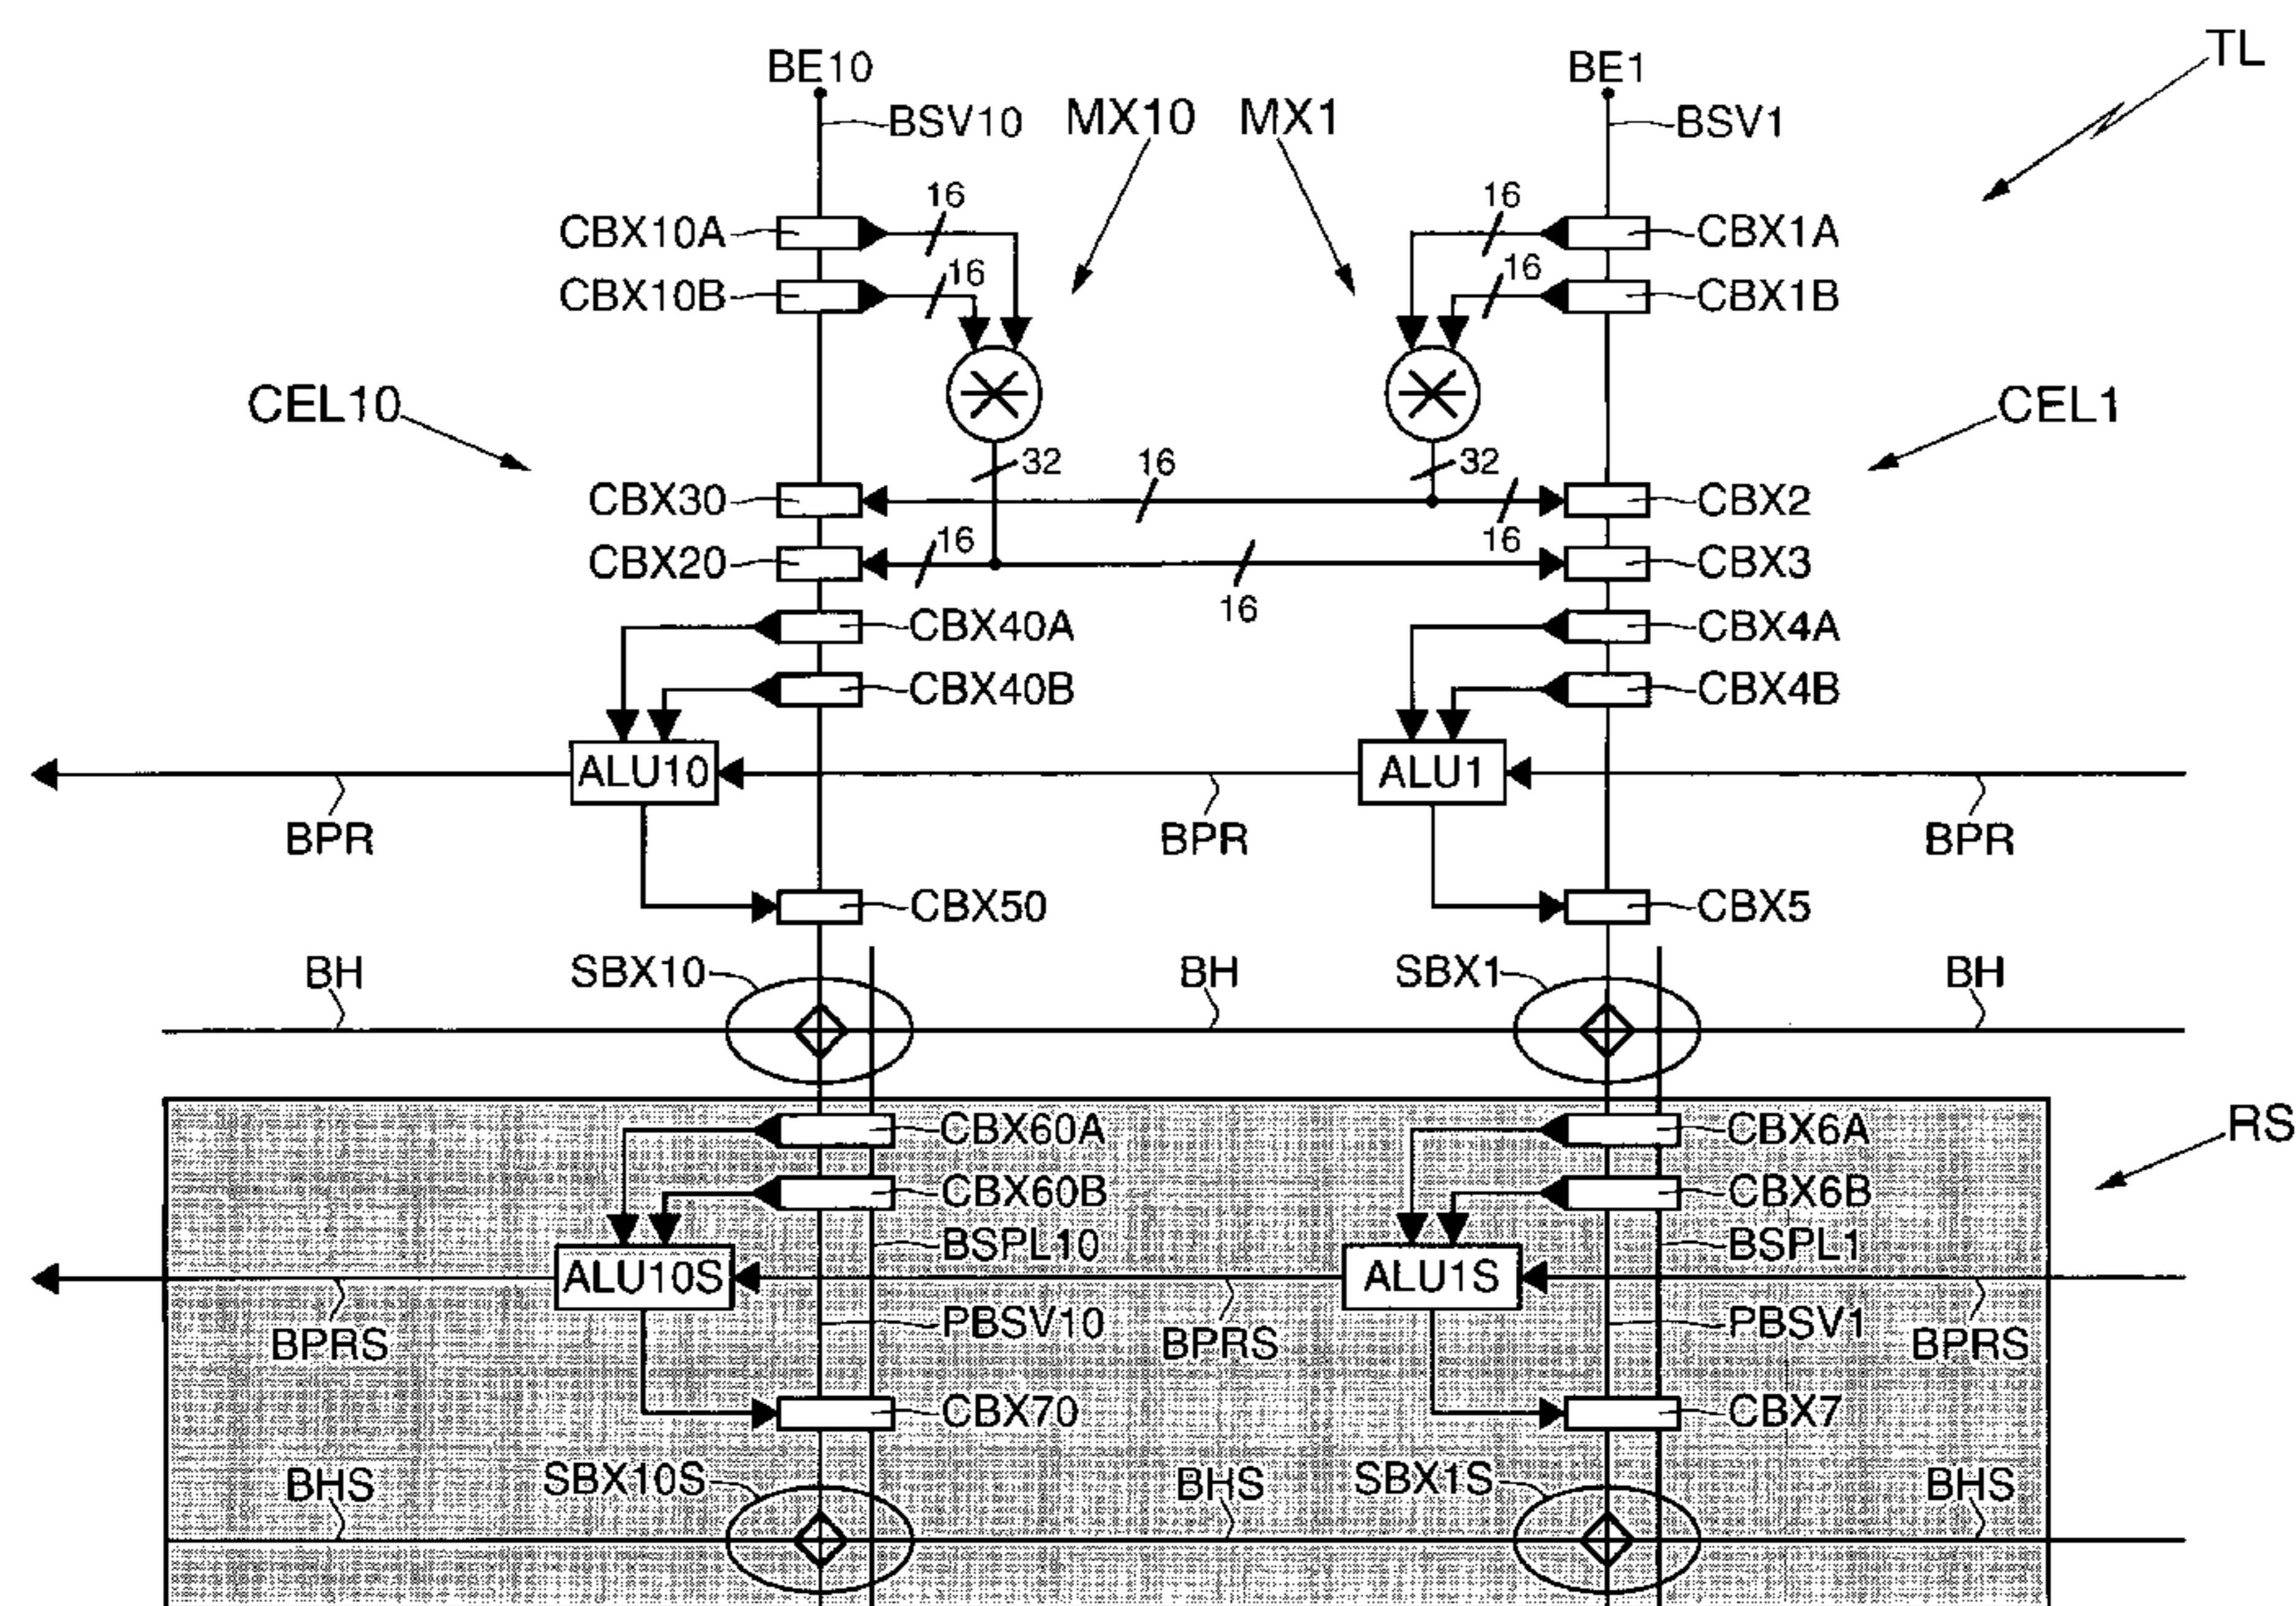 TL
BE10 BE1
BSV10 MX10 MX1 BSV1
16 16
CBX10A CBX1A
16 16
CBX10B CBX1B
CEL10 CEL1
32 16 32
CBX30 CBX2
16 16
CBX20 CBX3
16
CBX40A CBX4A
CBX40B CBX4B
ALU10 ALU1
BPR BPR BPR
CBX50 CBX5
BH SBX10 BH SBX1 BH
CBX60A CBX6A RS
CBX60B CBX6B
BSPL10 BSPL1
ALU10S ALU1S
PBSV10 PBSV1
BPRS BPRS BPRS
CBX70 CBX7
BHS SBX10S BHS SBX1S BHS